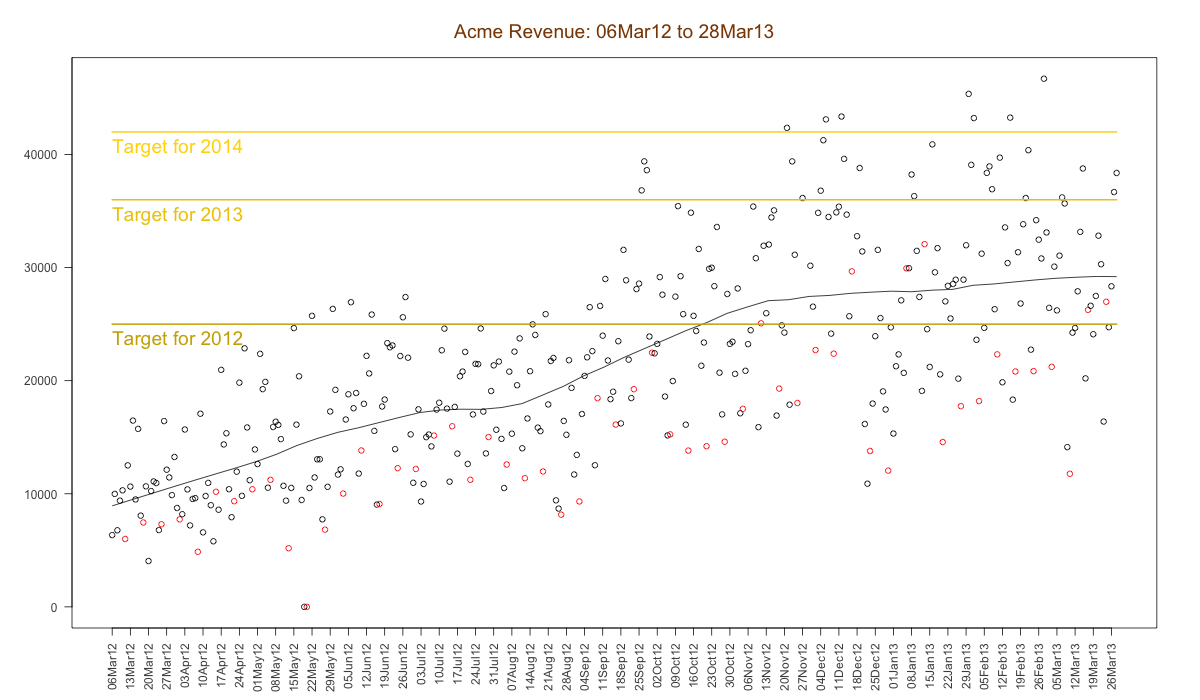 Acme Revenue: 06Mar12 to 28Mar13
40000
30000
20000
10000
0
Target for 2014
Target for 2013
Target for 2012
06Mar12
13Mar12
20Mar12
27Mar12
03Apr12
10Apr12
17Apr12
24Apr12
01May12
08May12
15May12
22May12
29May12
05Jun12
12Jun12
19Jun12
26Jun12
03Jul12
10Jul12
17Jul12
24Jul12
31Jul12
07Aug12
14Aug12
21Aug12
28Aug12
04Sep12
11Sep12
18Sep12
25Sep12
02Oct12
09Oct12
16Oct12
23Oct12
30Oct12
06Nov12
13Nov12
20Nov12
27Nov12
04Dec12
11Dec12
18Dec12
25Dec12
01Jan13
08Jan13
15Jan13
22Jan13
29Jan13
05Feb13
12Feb13
19Feb13
26Feb13
05Mar13
12Mar13
19Mar13
26Mar13